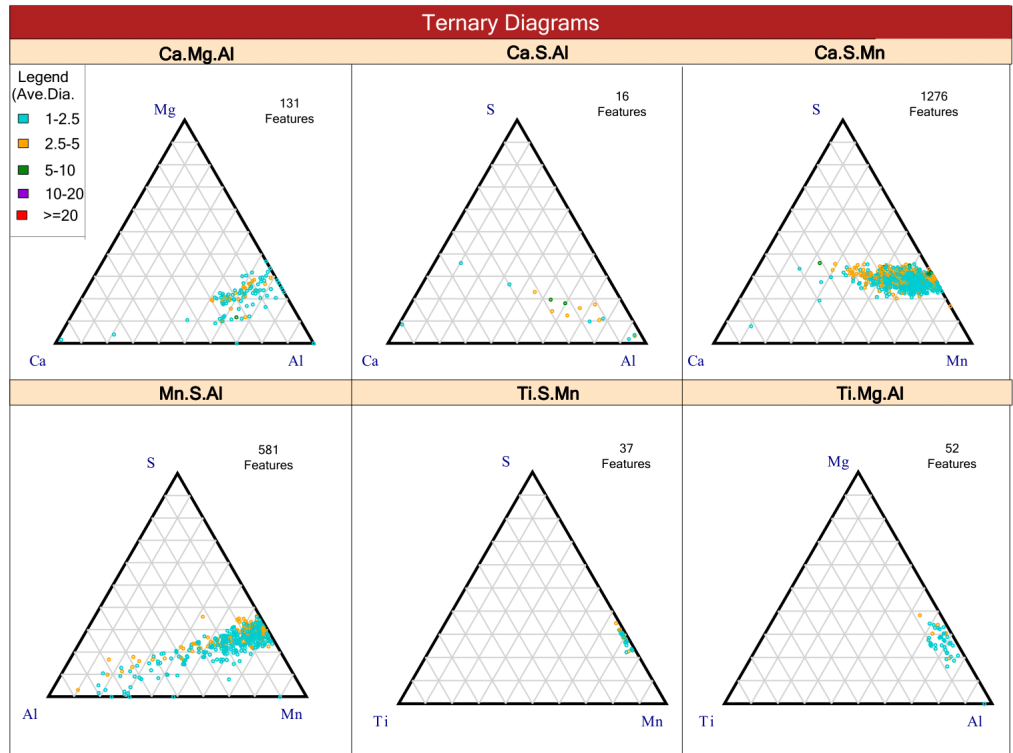 Ternary Diagrams
Ca.Mg.Al
Ca.S.Al
Ca.S.Mn
Legend
(Ave.Dia.
1-2.5
2.5-5
5-10
10-20
>=20
Mg
131
Features
Ca
Al
S
16
Features
Ca
Al
S
1276
Features
Ca
Mn
Mn.S.Al
Ti.S.Mn
Ti.Mg.Al
S
581
Features
Al
Mn
S
37
Features
Ti
Mn
Mg
52
Features
Ti
Al